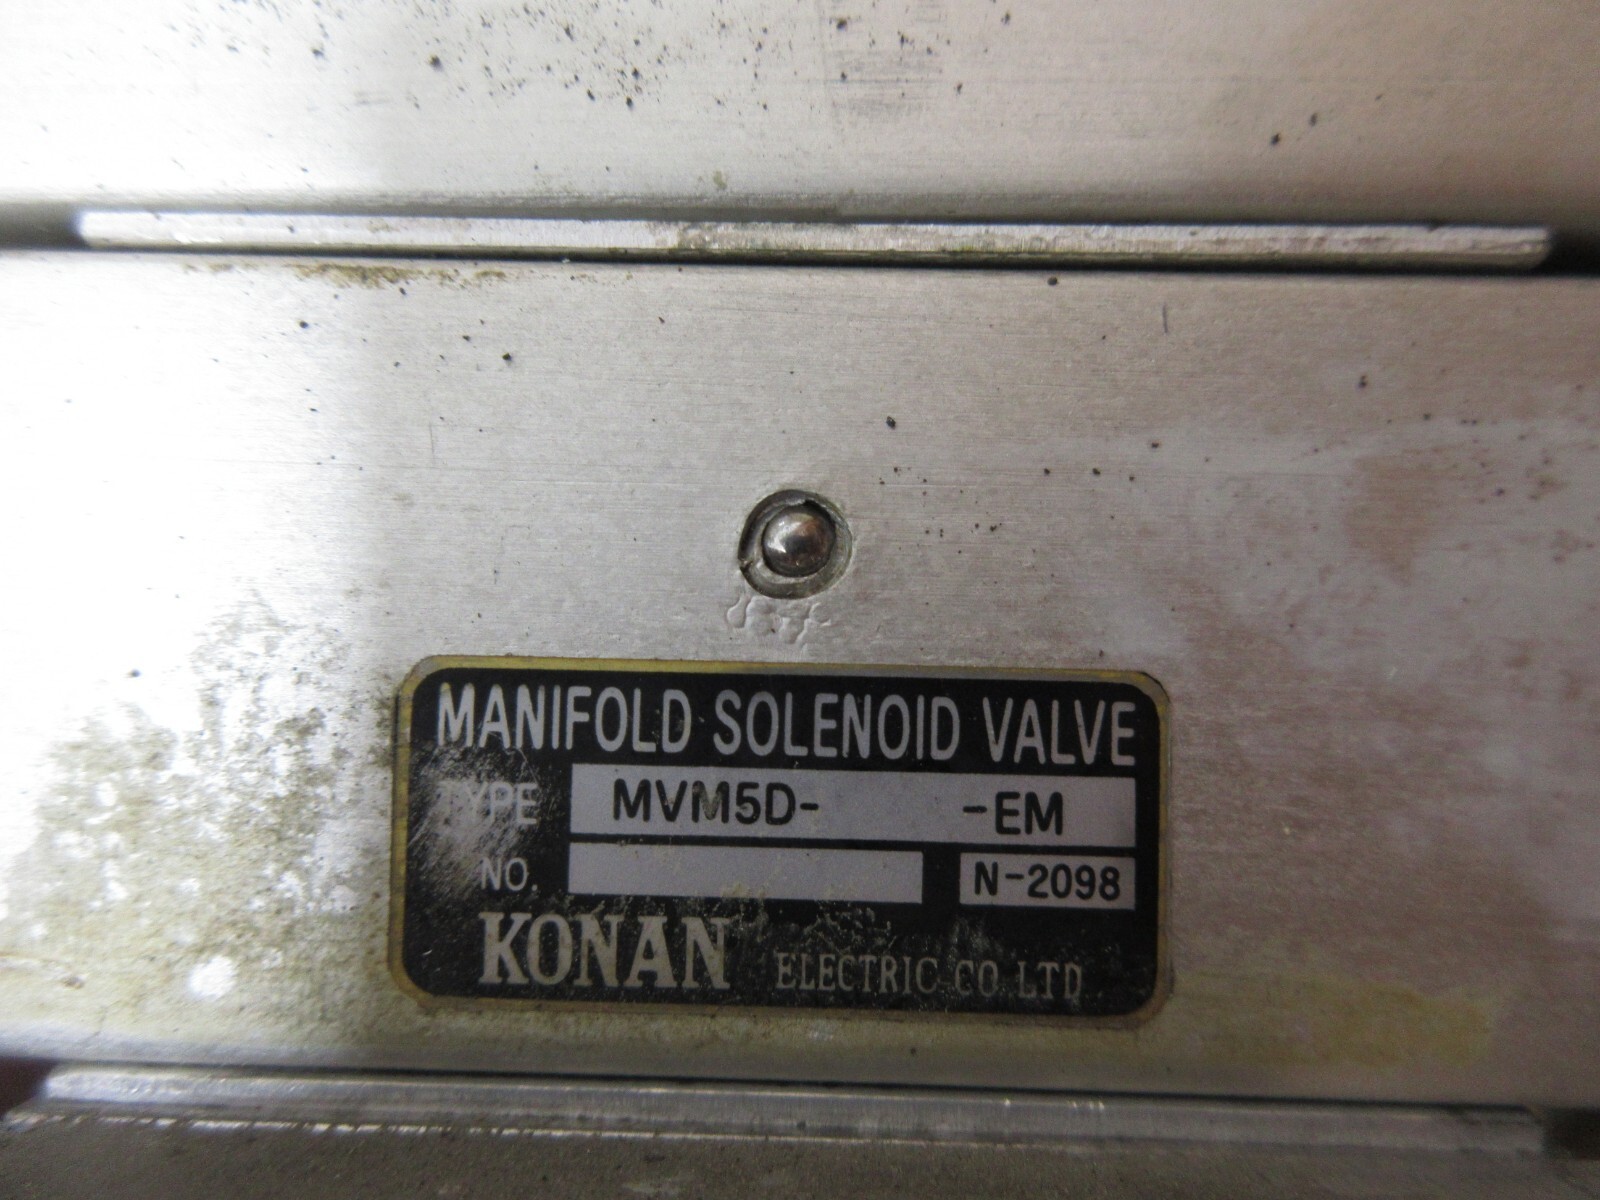 MANIFOLD SOLENOID VALVE
TYPE MVM5D- -EM
NO. N-2098
KONAN ELECTRIC CO LTD